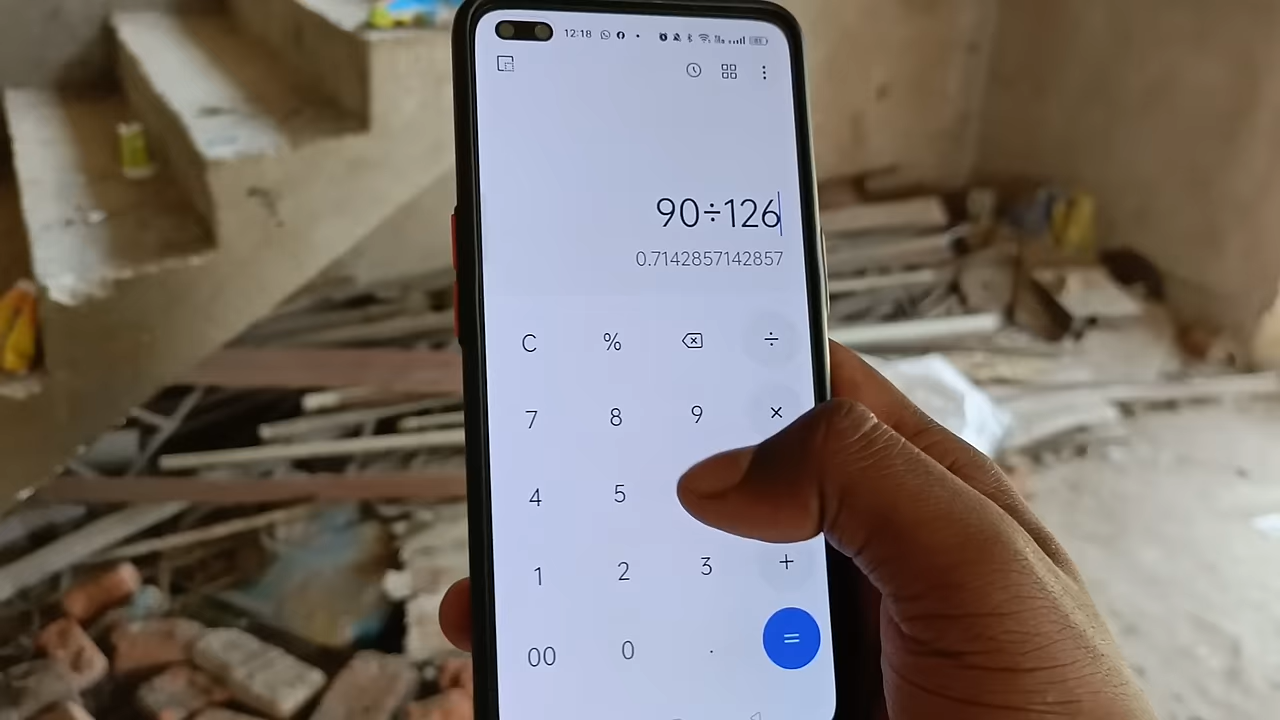 12:18
90÷126
0.7142857142857
C % ÷
7 8 9 ×
4 5
1 2 3 +
00 0 . =